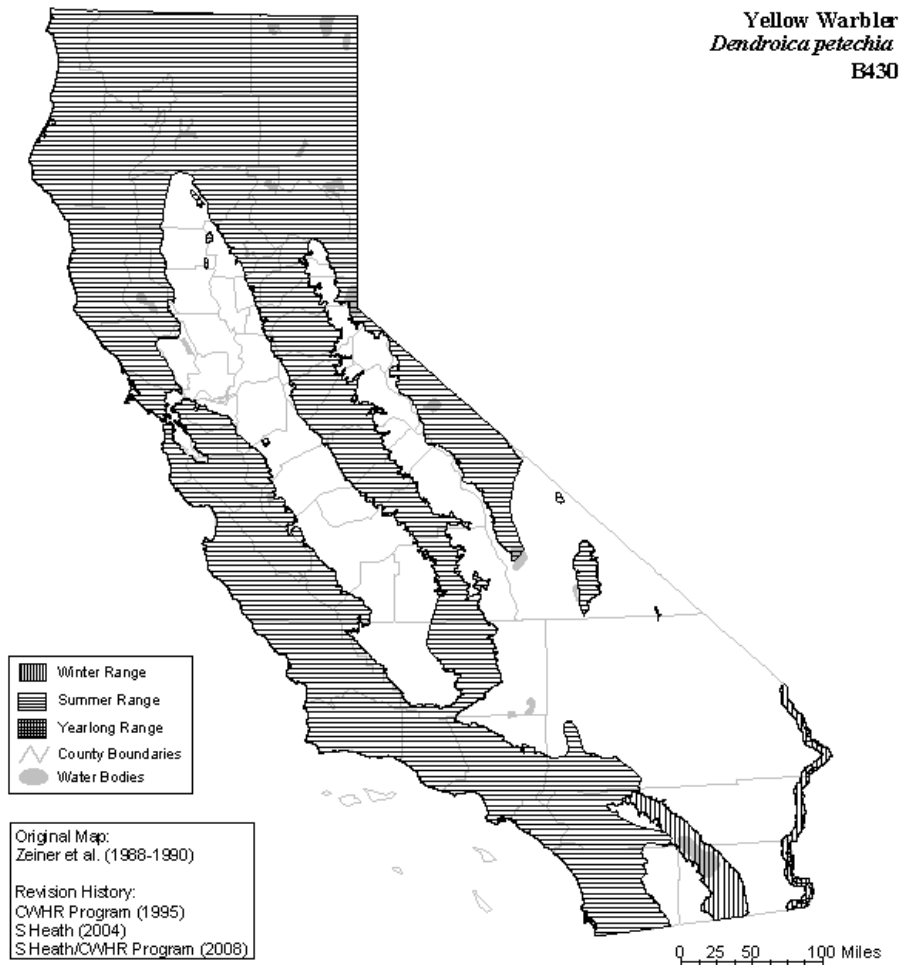 Yellow Warbler
Dendroica petechia
B430
Winter Range
Summer Range
Yearlong Range
County Boundaries
Water Bodies
Original Map:
Zeiner et al. (1988-1990)
Revision History:
CWHR Program (1995)
S Heath (2004)
S Heath/CWHR Program (2008)
0 25 50 100 Miles